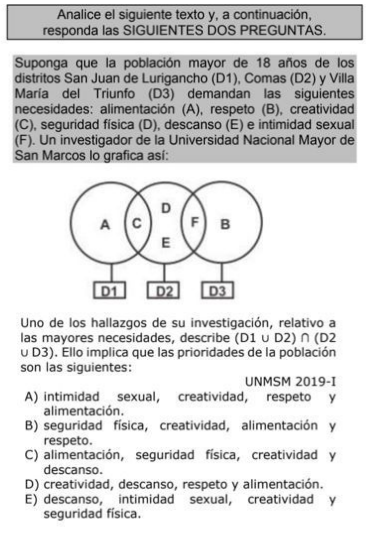 Analice el siguiente texto y, a continuación,
responda las SIGUIENTES DOS PREGUNTAS.
Suponga que la población mayor de 18 años de los
distritos San Juan de Lurigancho (D1), Comas (D2) y Villa
María del Triunfo (D3) demandan las siguientes
necesidades: alimentación (A), respeto (B), creatividad
(C), seguridad física (D), descanso (E) e intimidad sexual
(F). Un investigador de la Universidad Nacional Mayor de
San Marcos lo grafica así:
D
A C F B
E
D1 D2 D3
Uno de los hallazgos de su investigación, relativo a
las mayores necesidades, describe (D1 ∪ D2) ∩ (D2
∪ D3). Ello implica que las prioridades de la población
son las siguientes:
UNMSM 2019-I
A) intimidad sexual, creatividad, respeto y
alimentación.
B) seguridad física, creatividad, alimentación y
respeto.
C) alimentación, seguridad física, creatividad y
descanso.
D) creatividad, descanso, respeto y alimentación.
E) descanso, intimidad sexual, creatividad y
seguridad física.